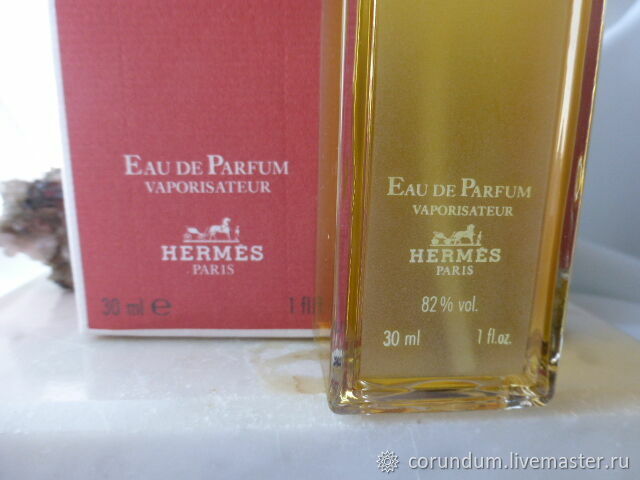 EAU DE PARFUM
VAPORISATEUR
HERMÈS
PARIS
30 ml e
1 fl
EAU DE PARFUM
VAPORISATEUR
HERMÈS
PARIS
82% vol.
30 ml 1 fl.oz.
corundum.livemaster.ru